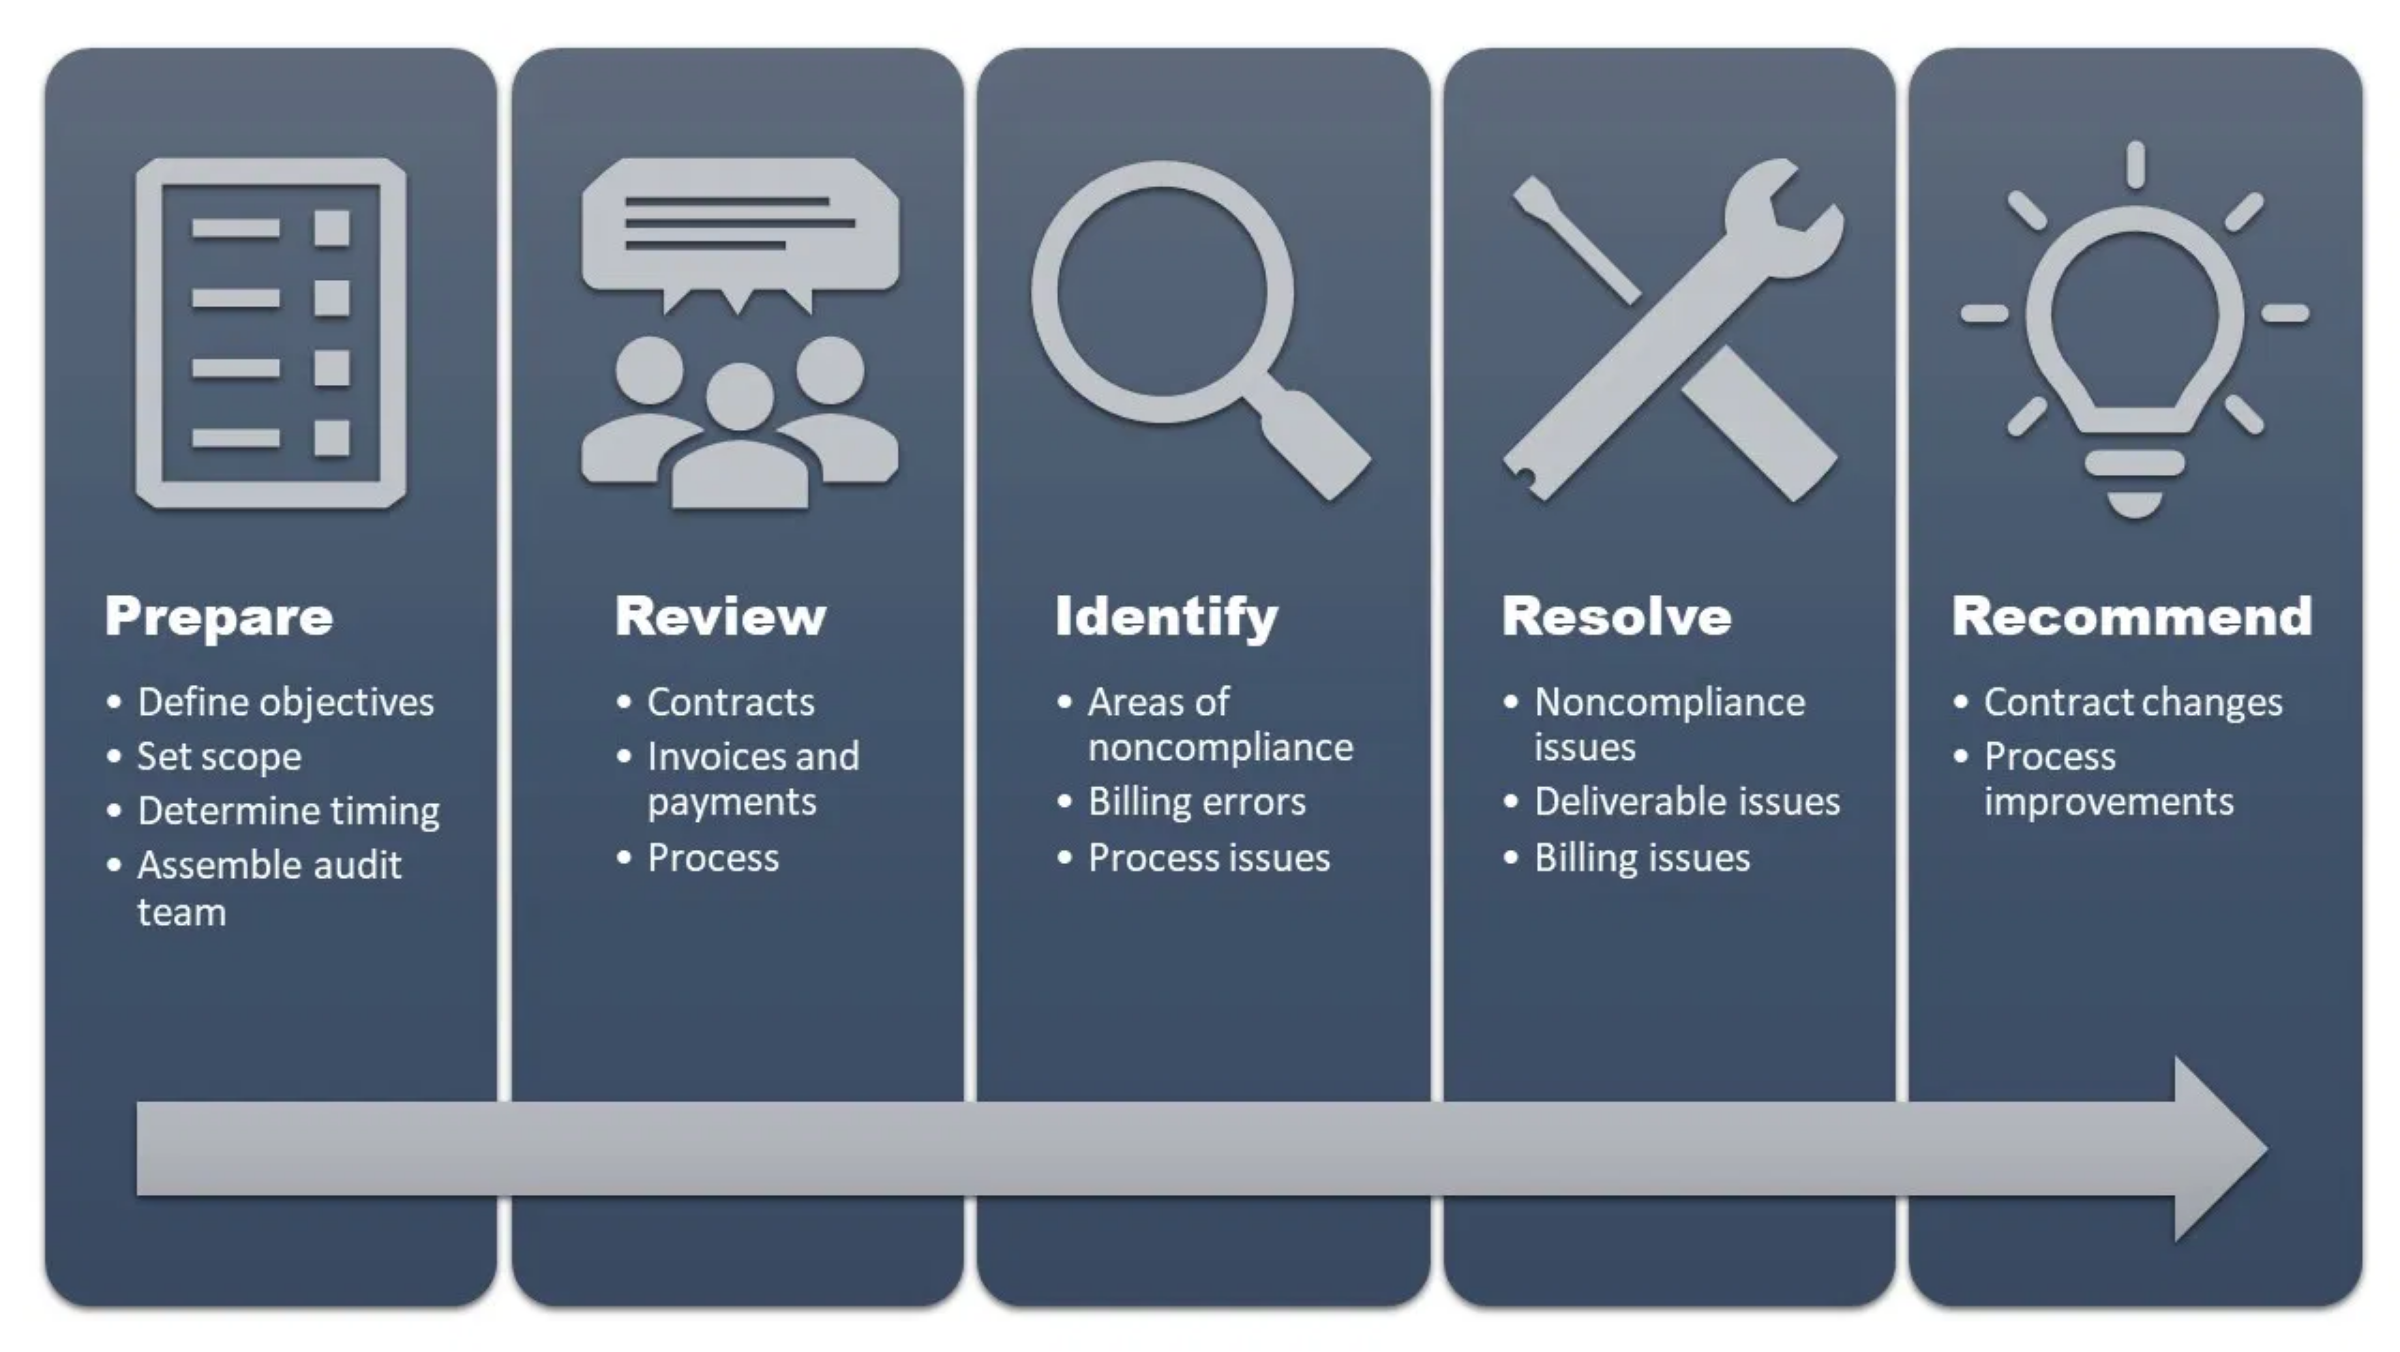 Prepare
• Define objectives
• Set scope
• Determine timing
• Assemble audit
team
Review
• Contracts
• Invoices and
payments
• Process
Identify
• Areas of
noncompliance
• Billing errors
• Process issues
Resolve
• Noncompliance
issues
• Deliverable issues
• Billing issues
Recommend
• Contract changes
• Process
improvements